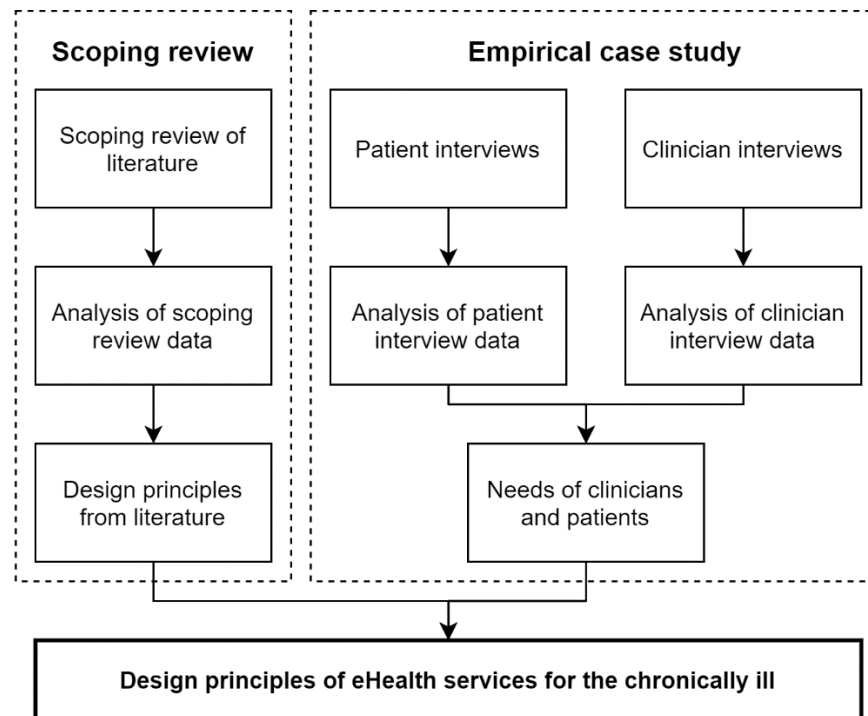 Scoping review
Scoping review of
literature
Analysis of scoping
review data
Design principles
from literature
Empirical case study
Patient interviews
Clinician interviews
Analysis of patient
interview data
Analysis of clinician
interview data
Needs of clinicians
and patients
Design principles of eHealth services for the chronically ill